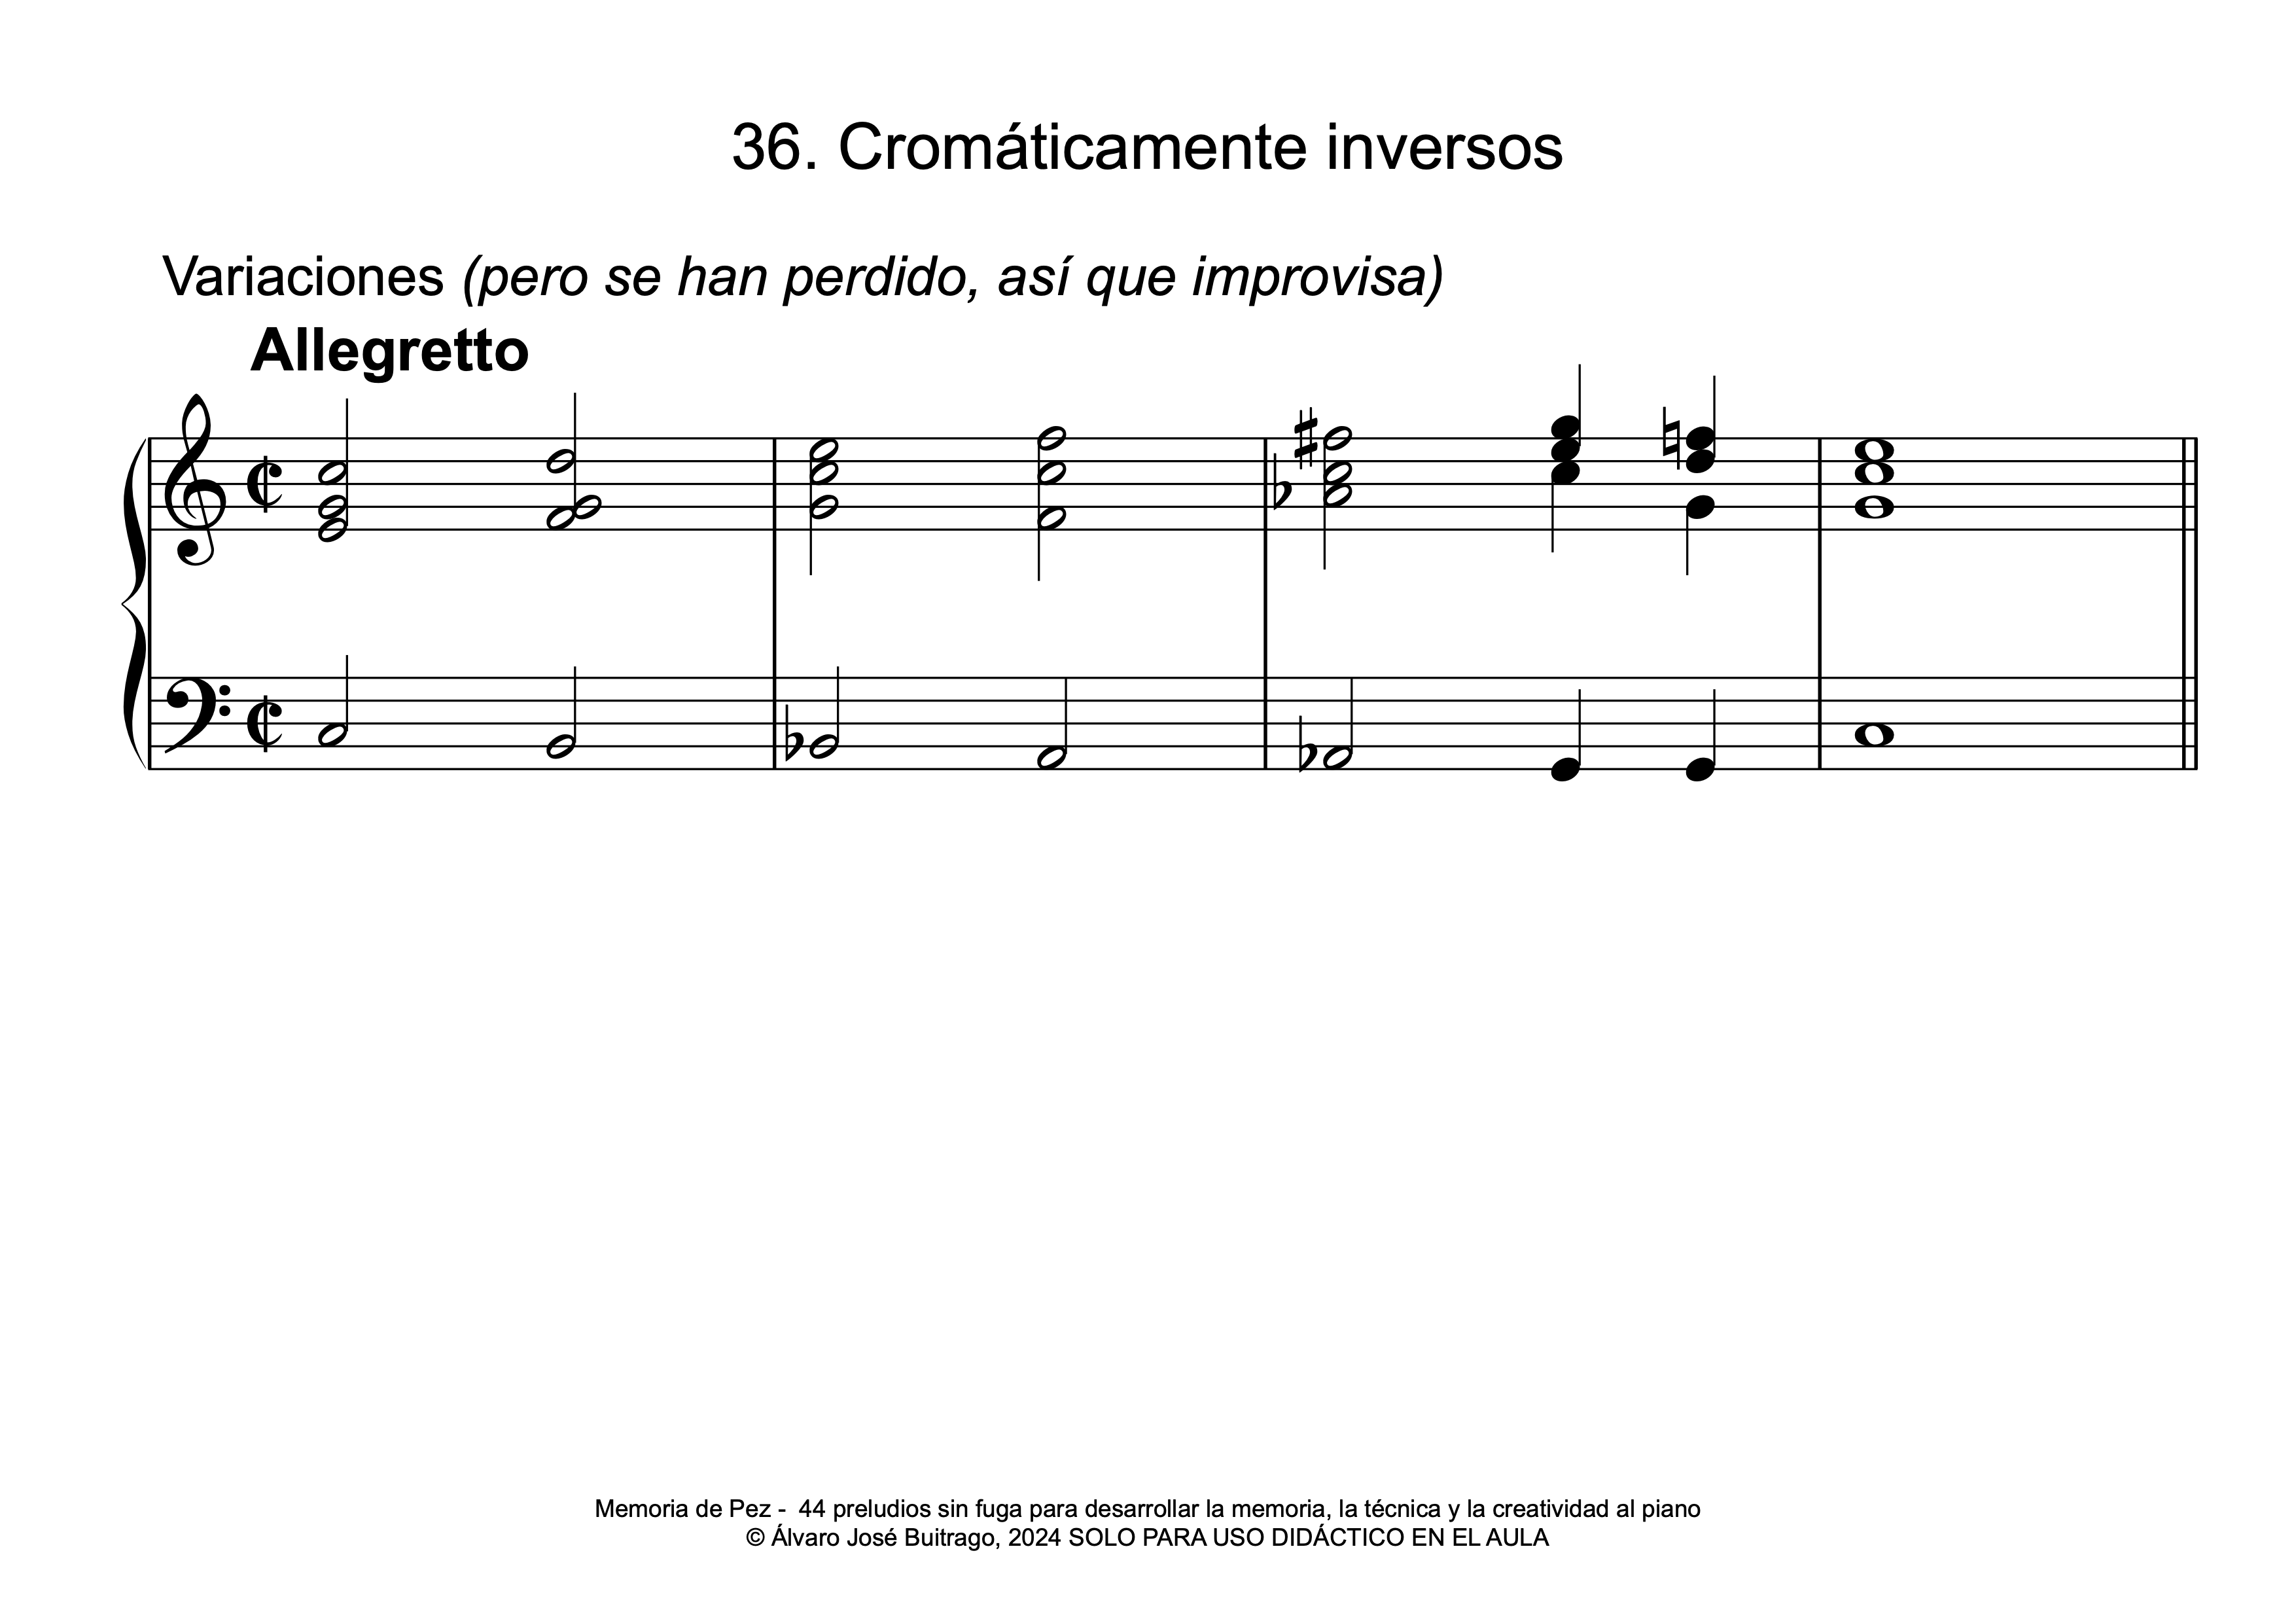 36. Cromáticamente inversos
Variaciones (pero se han perdido, así que improvisa)
Allegretto
Memoria de Pez -  44 preludios sin fuga para desarrollar la memoria, la técnica y la creatividad al piano
© Álvaro José Buitrago, 2024 SOLO PARA USO DIDÁCTICO EN EL AULA